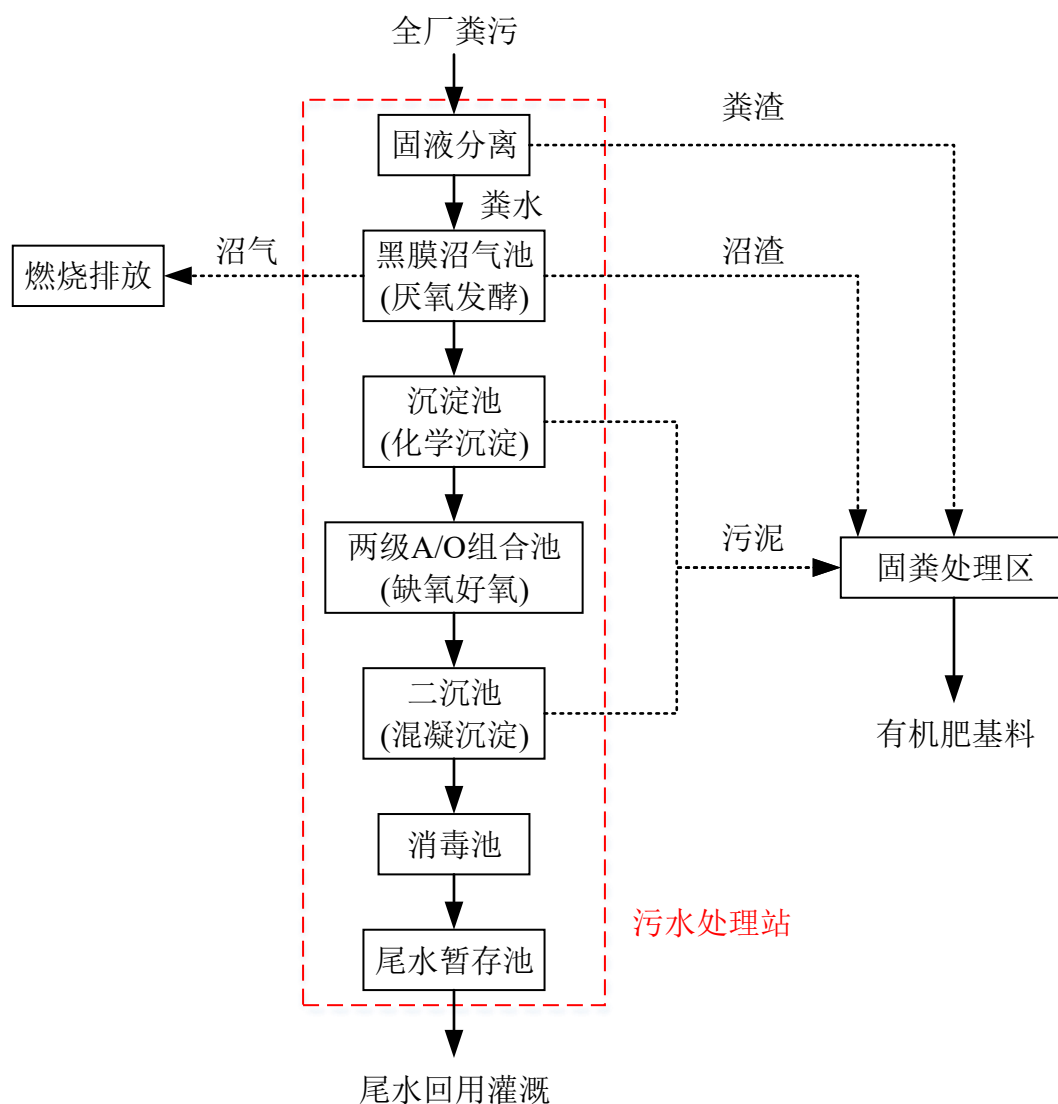 全厂粪污
粪渣
固液分离
粪水
沼气
黑膜沼气池
(厌氧发酵)
沼渣
燃烧排放
沉淀池
(化学沉淀)
两级A/O组合池
(缺氧好氧)
污泥
固粪处理区
二沉池
(混凝沉淀)
有机肥基料
消毒池
污水处理站
尾水暂存池
尾水回用灌溉